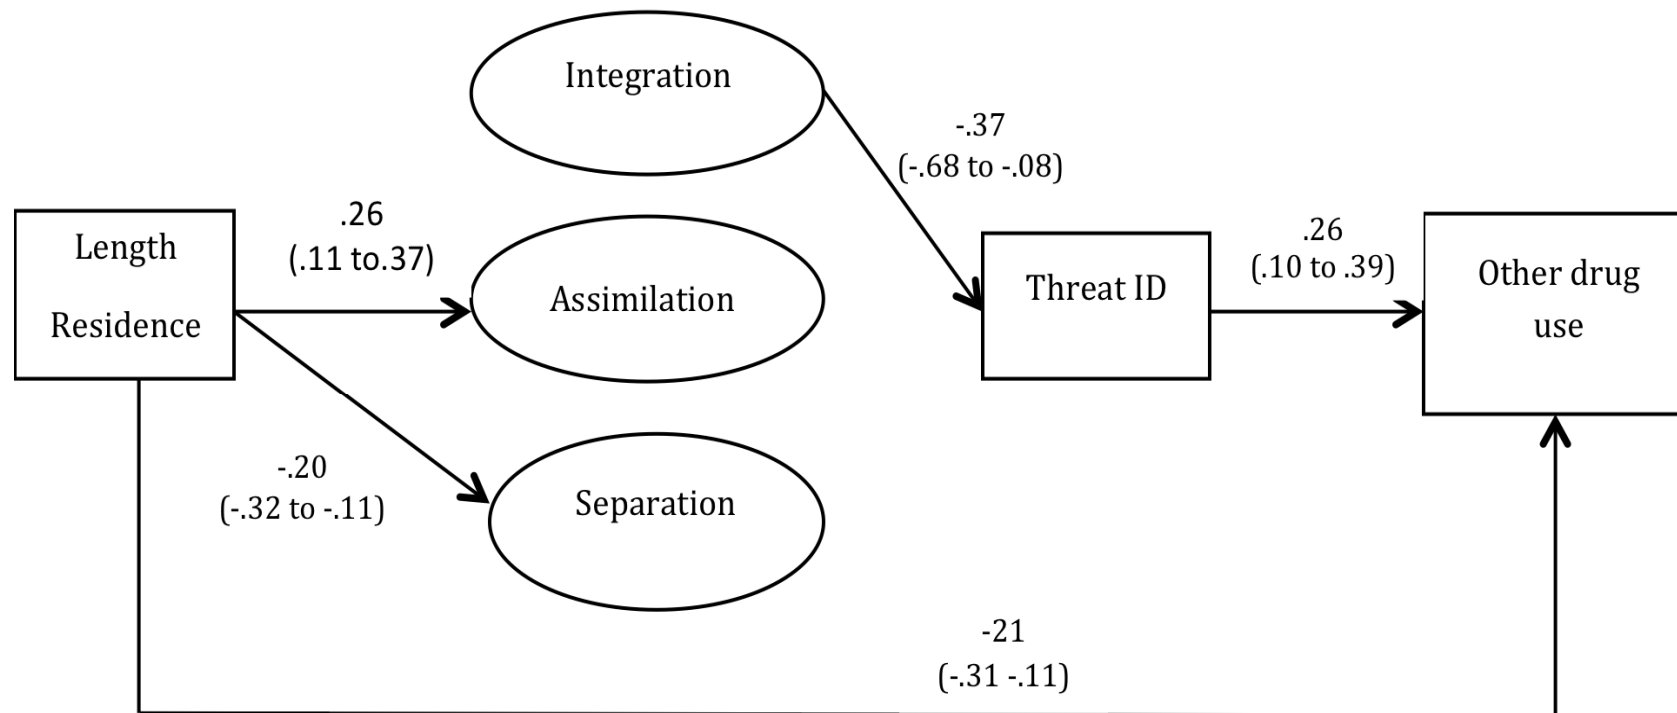 Integration
-.37
(-.68 to -.08)
Length
Residence
.26
(.11 to.37)
Assimilation
Threat ID
.26
(.10 to .39)
Other drug
use
-.20
(-.32 to -.11)
Separation
-21
(-.31 -.11)